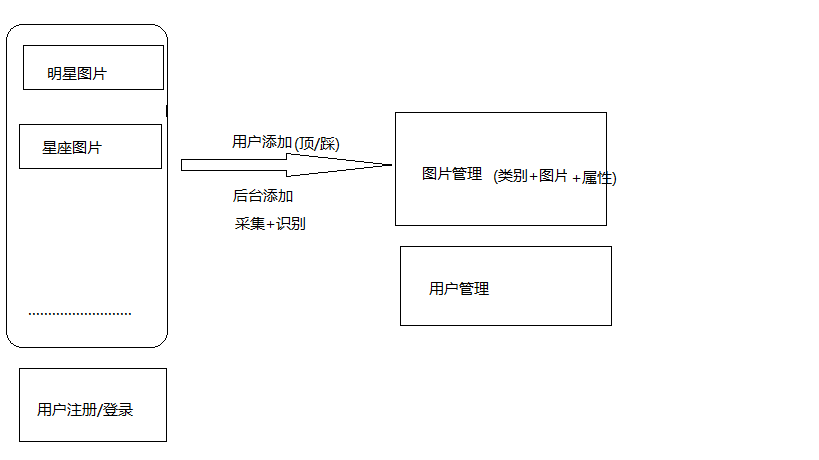 明星图片
星座图片
用户添加(顶/踩)
后台添加
采集+识别
图片管理 (类别+图片+属性)
用户管理
用户注册/登录